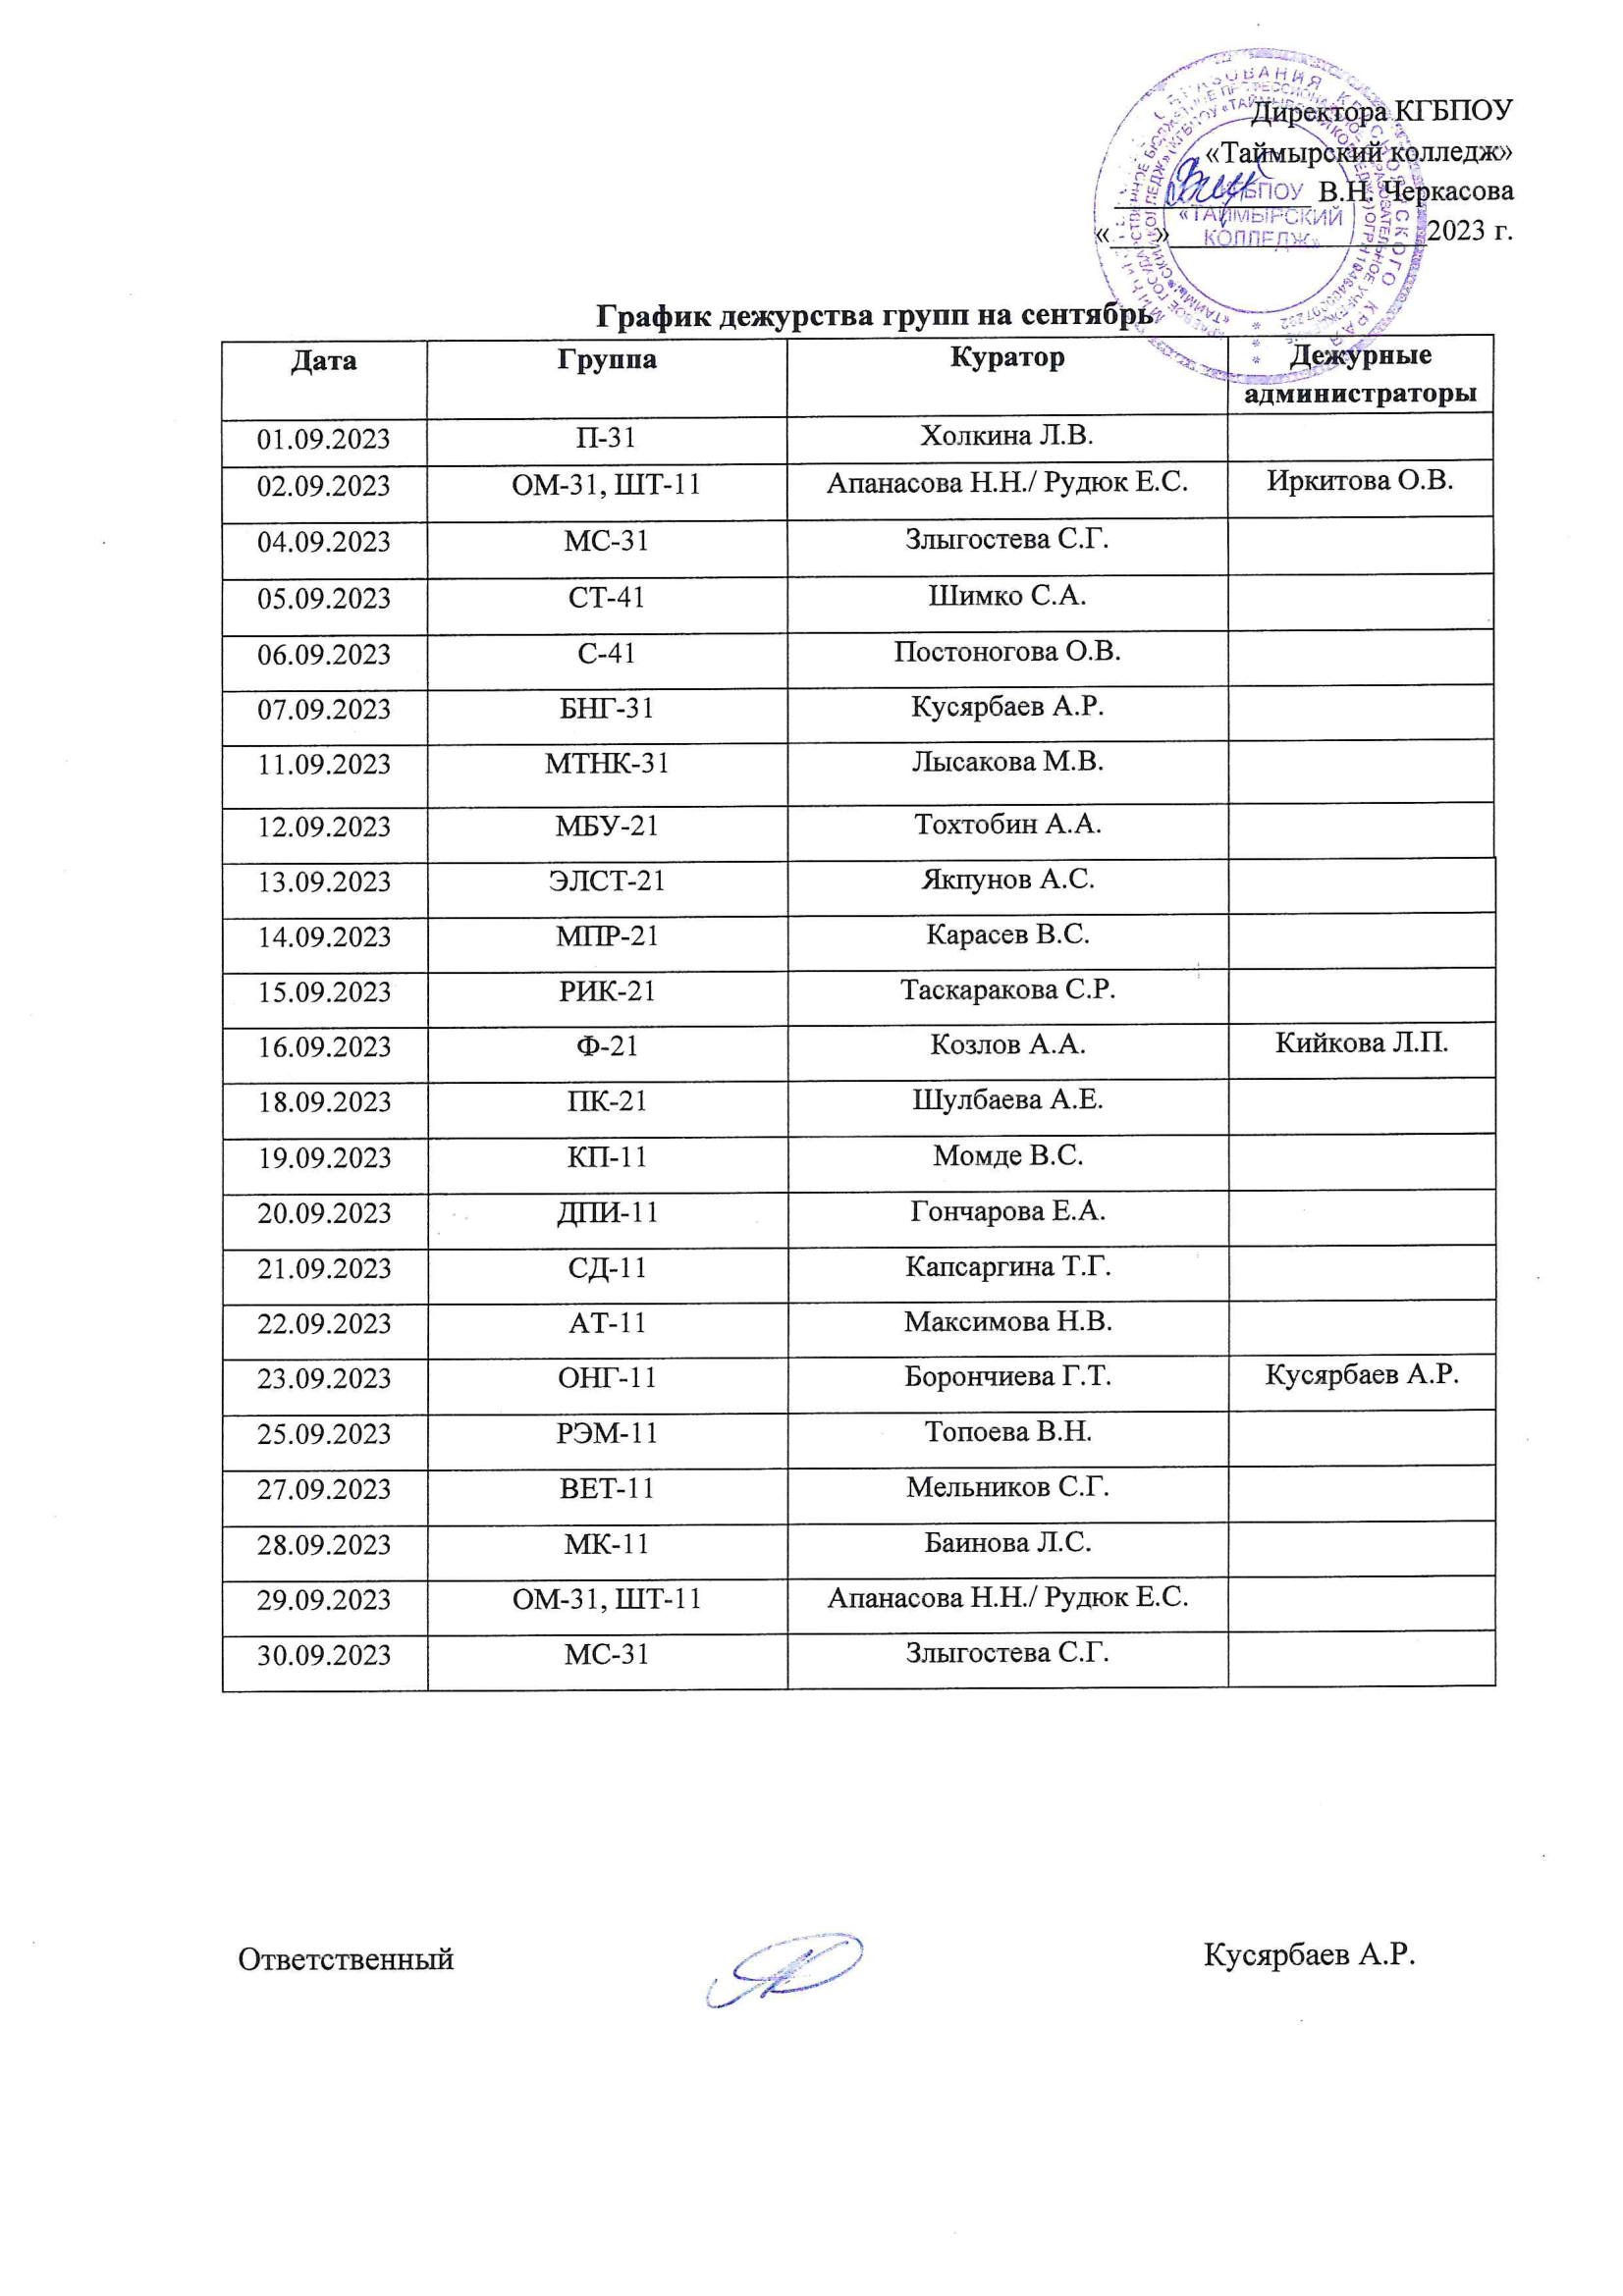 Директора КГБПОУ
«Таймырский колледж»
В.Н. Черкасова
«___»_________________2023 г.
КГБПОУ
«ТАЙМЫРСКИЙ
КОЛЛЕДЖ»
График дежурства групп на сентябрь
Дата Группа Куратор Дежурные
администраторы
01.09.2023 П-31 Холкина Л.В.
02.09.2023 ОМ-31, ШТ-11 Апанасова Н.Н./ Рудюк Е.С. Иркитова О.В.
04.09.2023 МС-31 Злыгостева С.Г.
05.09.2023 СТ-41 Шимко С.А.
06.09.2023 С-41 Постоногова О.В.
07.09.2023 БНГ-31 Кусярбаев А.Р.
11.09.2023 МТНК-31 Лысакова М.В.
12.09.2023 МБУ-21 Тохтобин А.А.
13.09.2023 ЭЛСТ-21 Якпунов А.С.
14.09.2023 МПР-21 Карасев В.С.
15.09.2023 РИК-21 Таскаракова С.Р.
16.09.2023 Ф-21 Козлов А.А. Кийкова Л.П.
18.09.2023 ПК-21 Шулбаева А.Е.
19.09.2023 КП-11 Момде В.С.
20.09.2023 ДПИ-11 Гончарова Е.А.
21.09.2023 СД-11 Капсаргина Т.Г.
22.09.2023 АТ-11 Максимова Н.В.
23.09.2023 ОНГ-11 Борончиева Г.Т. Кусярбаев А.Р.
25.09.2023 РЭМ-11 Топоева В.Н.
27.09.2023 ВЕТ-11 Мельников С.Г.
28.09.2023 МК-11 Баинова Л.С.
29.09.2023 ОМ-31, ШТ-11 Апанасова Н.Н./ Рудюк Е.С.
30.09.2023 МС-31 Злыгостева С.Г.
Ответственный Кусярбаев А.Р.